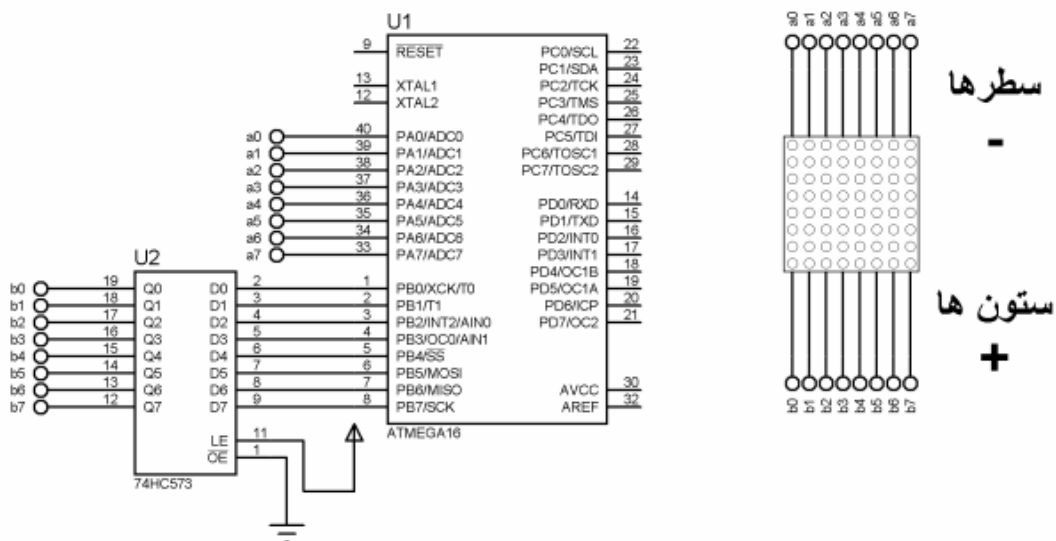 U1
9 RESET
13 XTAL1
12 XTAL2
a0 40 PA0/ADC0
a1 39 PA1/ADC1
a2 38 PA2/ADC2
a3 37 PA3/ADC3
a4 36 PA4/ADC4
a5 35 PA5/ADC5
a6 34 PA6/ADC6
a7 33 PA7/ADC7
1 PB0/XCK/T0
2 PB1/T1
3 PB2/INT2/AIN0
4 PB3/OC0/AIN1
5 PB4/SS
6 PB5/MOSI
7 PB6/MISO
8 PB7/SCK
PC0/SCL 22
PC1/SDA 23
PC2/TCK 24
PC3/TMS 25
PC4/TDO 26
PC5/TDI 27
PC6/TOSC1 28
PC7/TOSC2 29
PD0/RXD 14
PD1/TXD 15
PD2/INT0 16
PD3/INT1 17
PD4/OC1B 18
PD5/OC1A 19
PD6/ICP 20
PD7/OC2 21
AVCC 30
AREF 32
ATMEGA16
U2
b0 19 Q0 D0 2
b1 18 Q1 D1 3
b2 17 Q2 D2 4
b3 16 Q3 D3 5
b4 15 Q4 D4 6
b5 14 Q5 D5 7
b6 13 Q6 D6 8
b7 12 Q7 D7 9
LE 11
OE 1
74HC573
a0 a1 a2 a3 a4 a5 a6 a7
سطرها
-
ستون ها
+
b0 b1 b2 b3 b4 b5 b6 b7